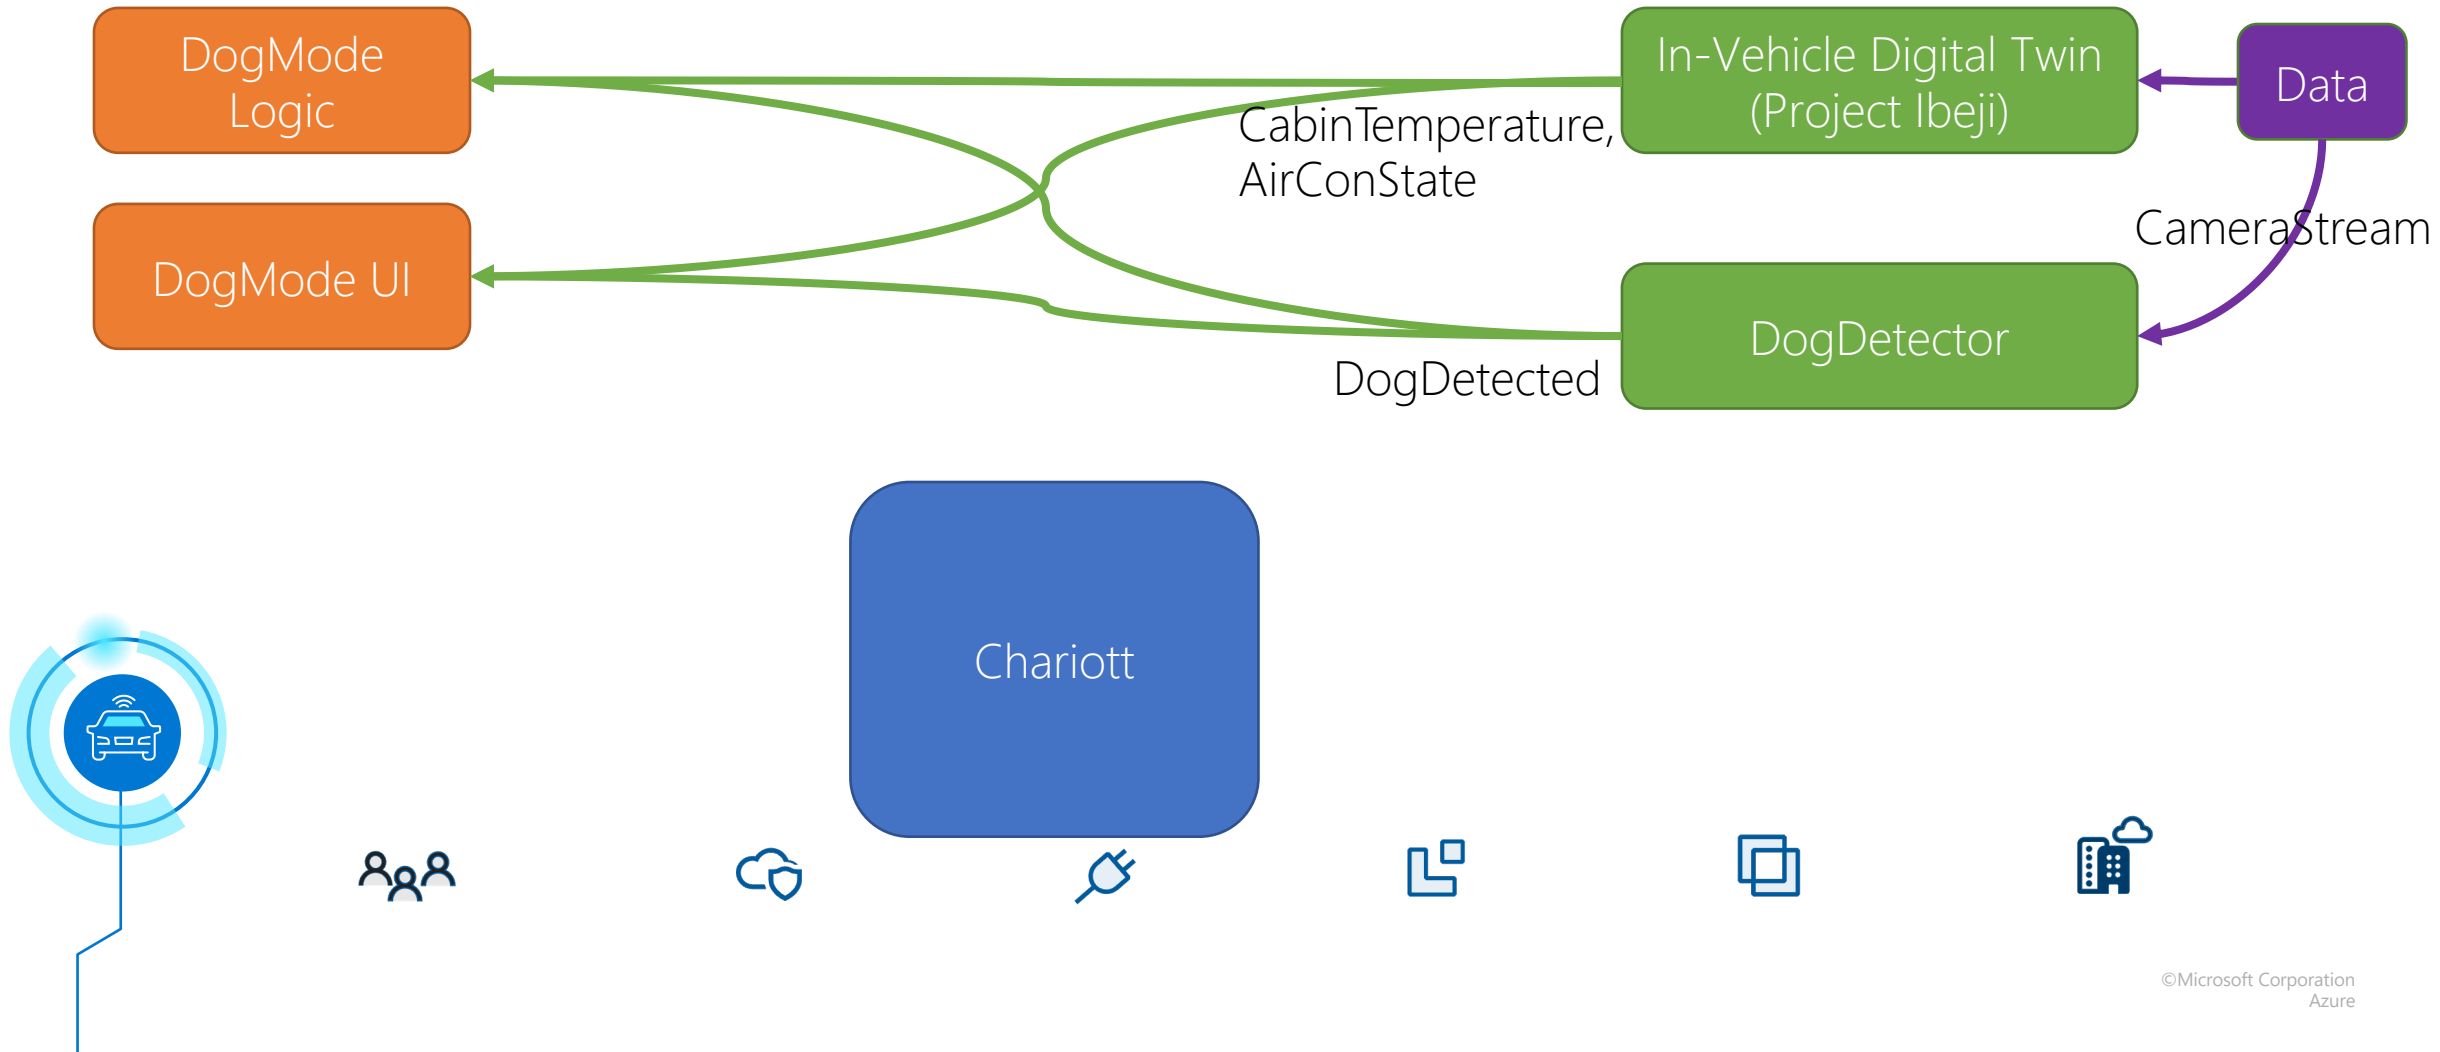 DogMode
Logic
In-Vehicle Digital Twin
(Project Ibeji)
Data
CabinTemperature,
AirConState
CameraStream
DogMode UI
DogDetector
DogDetected
Chariott
©Microsoft Corporation
Azure